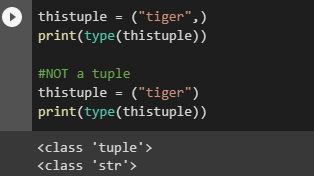 thistuple = ("tiger",)
print(type(thistuple))
#NOT a tuple
thistuple = ("tiger")
print(type(thistuple))
<class 'tuple'>
<class 'str'>